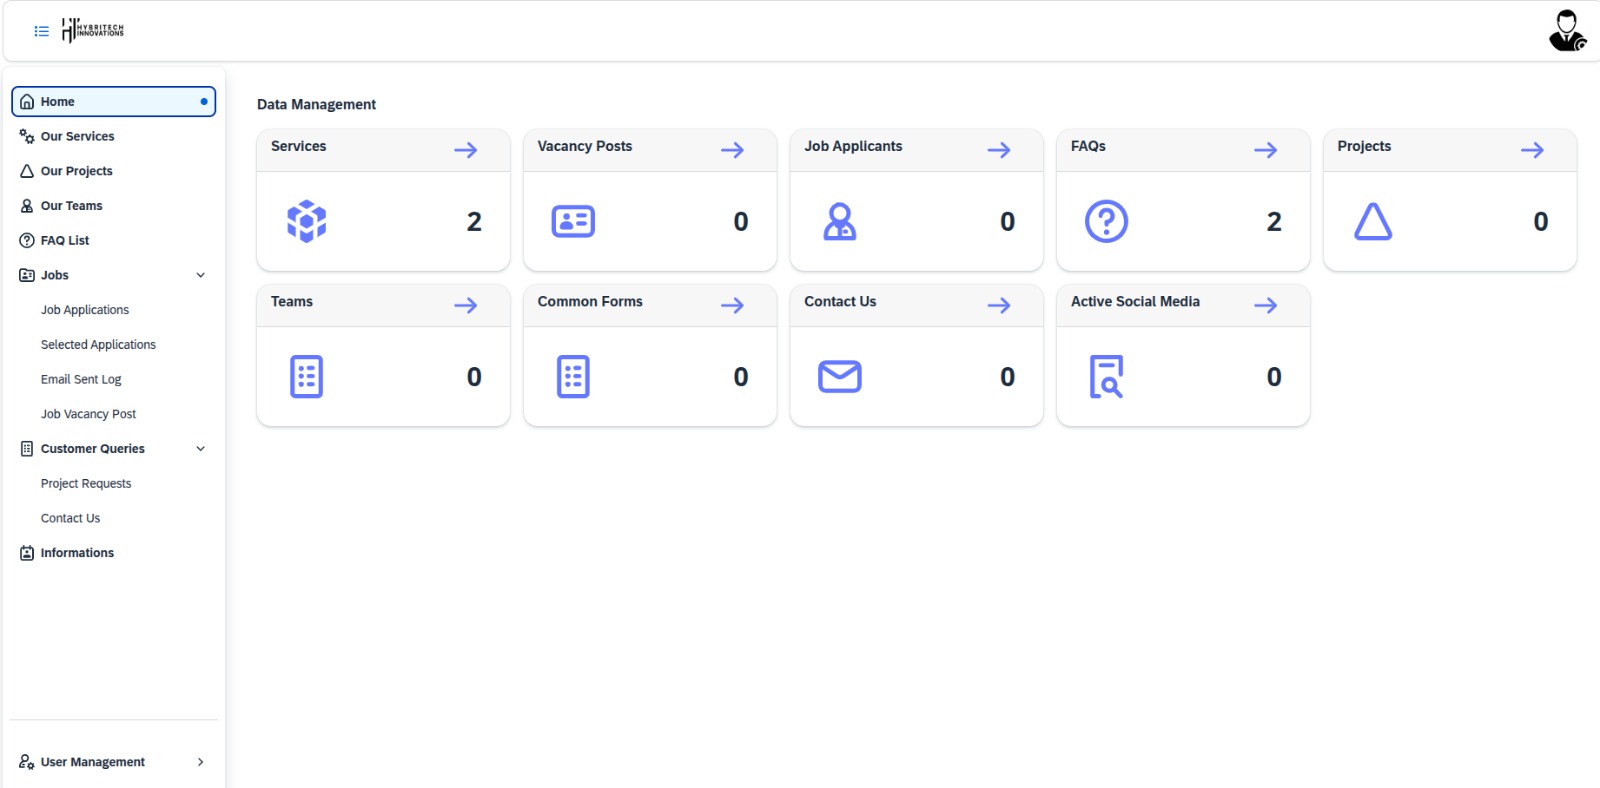 HYBRITECH
INNOVATIONS
Home
Our Services
Our Projects
Our Teams
FAQ List
Jobs
Job Applications
Selected Applications
Email Sent Log
Job Vacancy Post
Customer Queries
Project Requests
Contact Us
Informations
User Management
Data Management
Services
2
Vacancy Posts
0
Job Applicants
0
FAQs
2
Projects
0
Teams
0
Common Forms
0
Contact Us
0
Active Social Media
0